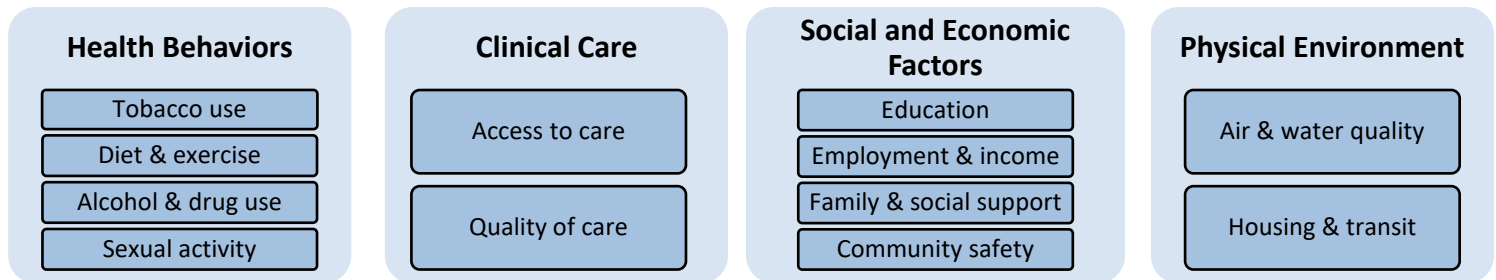 Health Behaviors
Tobacco use
Diet & exercise
Alcohol & drug use
Sexual activity
Clinical Care
Access to care
Quality of care
Social and Economic
Factors
Education
Employment & income
Family & social support
Community safety
Physical Environment
Air & water quality
Housing & transit